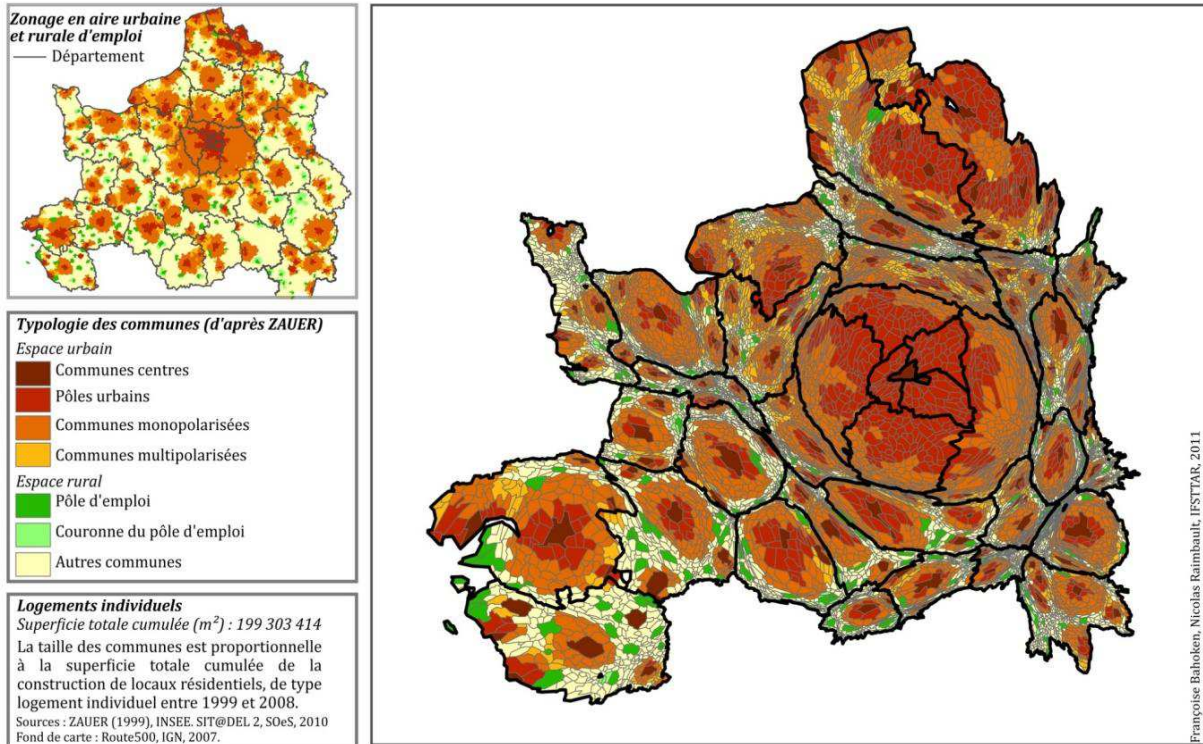 Zonage en aire urbaine
et rurale d'emploi
Département
Typologie des communes (d'après ZAUER)
Espace urbain
Communes centres
Pôles urbains
Communes monopolarisées
Communes multipolarisées
Espace rural
Pôle d'emploi
Couronne du pôle d'emploi
Autres communes
Logements individuels
Superficie totale cumulée (m²) : 199 303 414
La taille des communes est proportionnelle
à la superficie totale cumulée de la
construction de locaux résidentiels, de type
logement individuel entre 1999 et 2008.
Sources : ZAUER (1999), INSEE. SIT@DEL 2, SOeS, 2010
Fond de carte : Route500, IGN, 2007.
Françoise Bahoken, Nicolas Raimbault, IFSTTAR, 2011